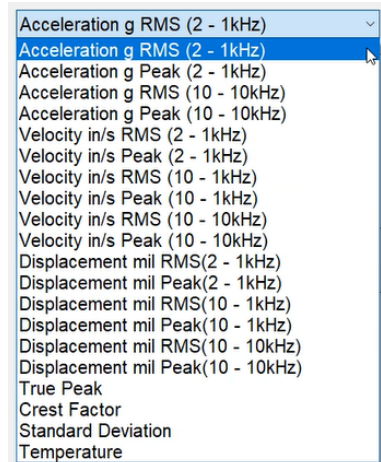 Acceleration g RMS (2 - 1kHz)
Acceleration g RMS (2 - 1kHz)
Acceleration g Peak (2 - 1kHz)
Acceleration g RMS (10 - 10kHz)
Acceleration g Peak (10 - 10kHz)
Velocity in/s RMS (2 - 1kHz)
Velocity in/s Peak (2 - 1kHz)
Velocity in/s RMS (10 - 1kHz)
Velocity in/s Peak (10 - 1kHz)
Velocity in/s RMS (10 - 10kHz)
Velocity in/s Peak (10 - 10kHz)
Displacement mil RMS(2 - 1kHz)
Displacement mil Peak(2 - 1kHz)
Displacement mil RMS(10 - 1kHz)
Displacement mil Peak(10 - 1kHz)
Displacement mil RMS(10 - 10kHz)
Displacement mil Peak(10 - 10kHz)
True Peak
Crest Factor
Standard Deviation
Temperature